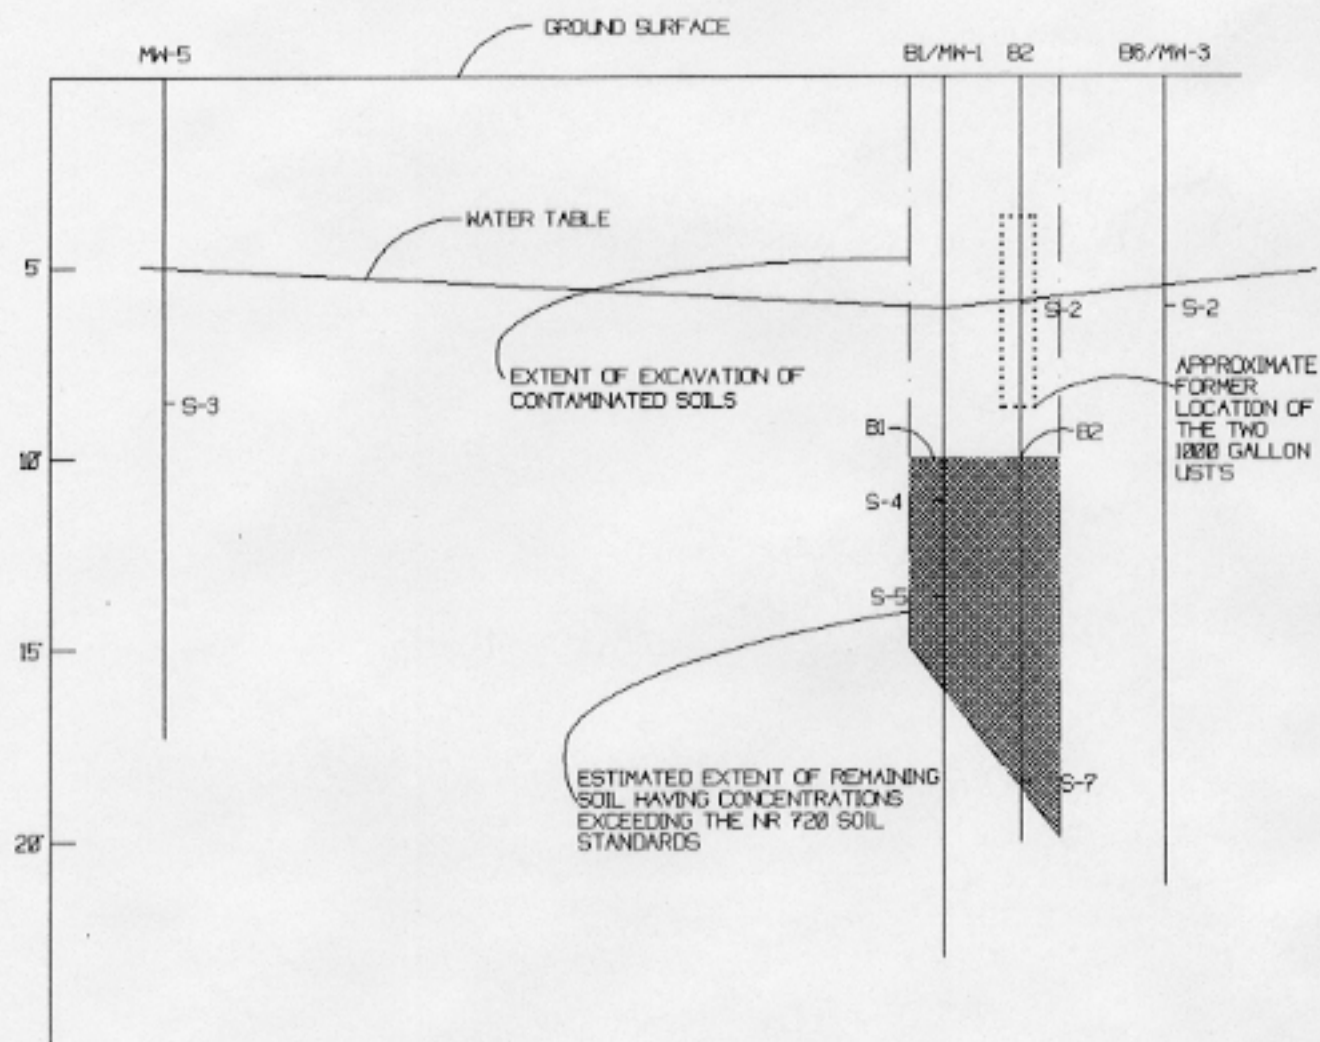 GROUND SURFACE
MW-5
B1/MW-1
B2
B6/MW-3
WATER TABLE
5'
S-2
S-2
EXTENT OF EXCAVATION OF
CONTAMINATED SOILS
APPROXIMATE
FORMER
LOCATION OF
THE TWO
1000 GALLON
UST'S
S-3
B1
B2
10'
S-4
S-5
15'
ESTIMATED EXTENT OF REMAINING
SOIL HAVING CONCENTRATIONS
EXCEEDING THE NR 720 SOIL
STANDARDS
S-7
20'